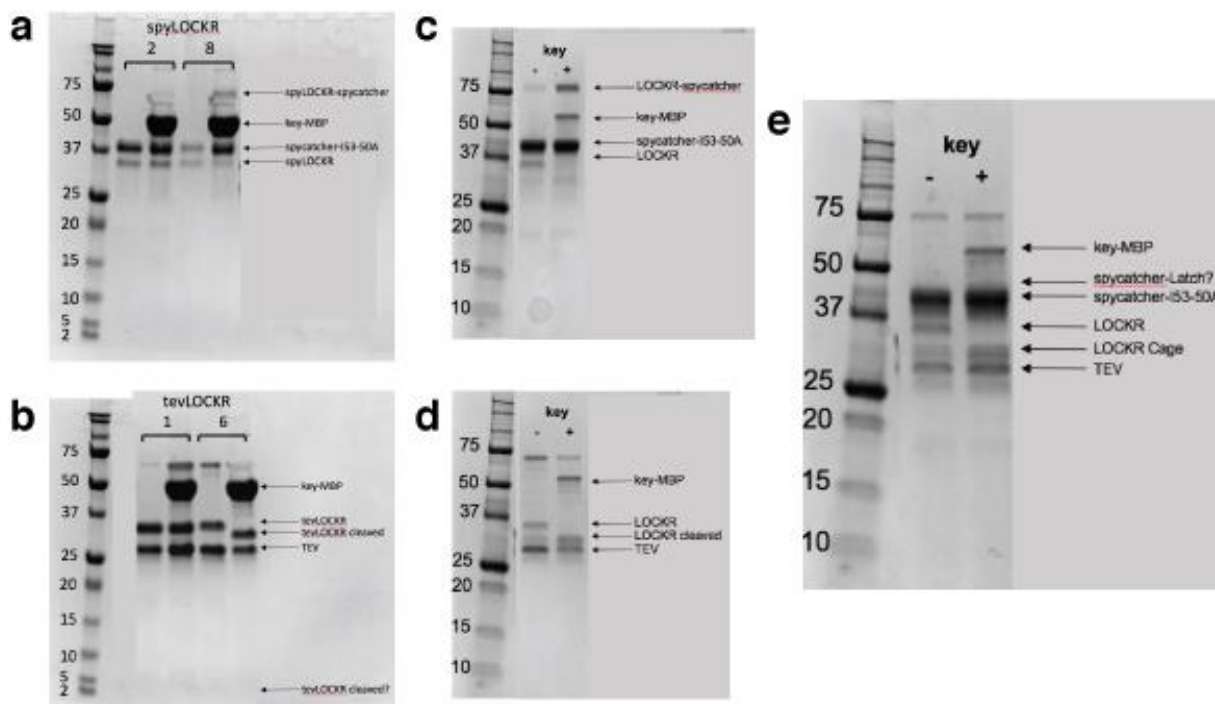 a
spyLOCKR
2 8
75
50
37
25
20
15
10
5
2
spyLOCKR-spycatcher
key-MBP
spycatcher-I53-50A
spyLOCKR
b
tevLOCKR
1 6
75
50
37
25
20
15
10
5
2
key-MBP
tevLOCKR
tevLOCKR cleaved
TEV
tevLOCKR cleaved?
c
key
- +
75
50
37
25
20
15
10
LOCKR-spycatcher
key-MBP
spycatcher-I53-50A
LOCKR
d
key
- +
75
50
37
25
20
15
10
key-MBP
LOCKR
LOCKR cleaved
TEV
e
key
- +
75
50
37
25
20
15
10
key-MBP
spycatcher-Latch?
spycatcher-I53-50A
LOCKR
LOCKR Cage
TEV